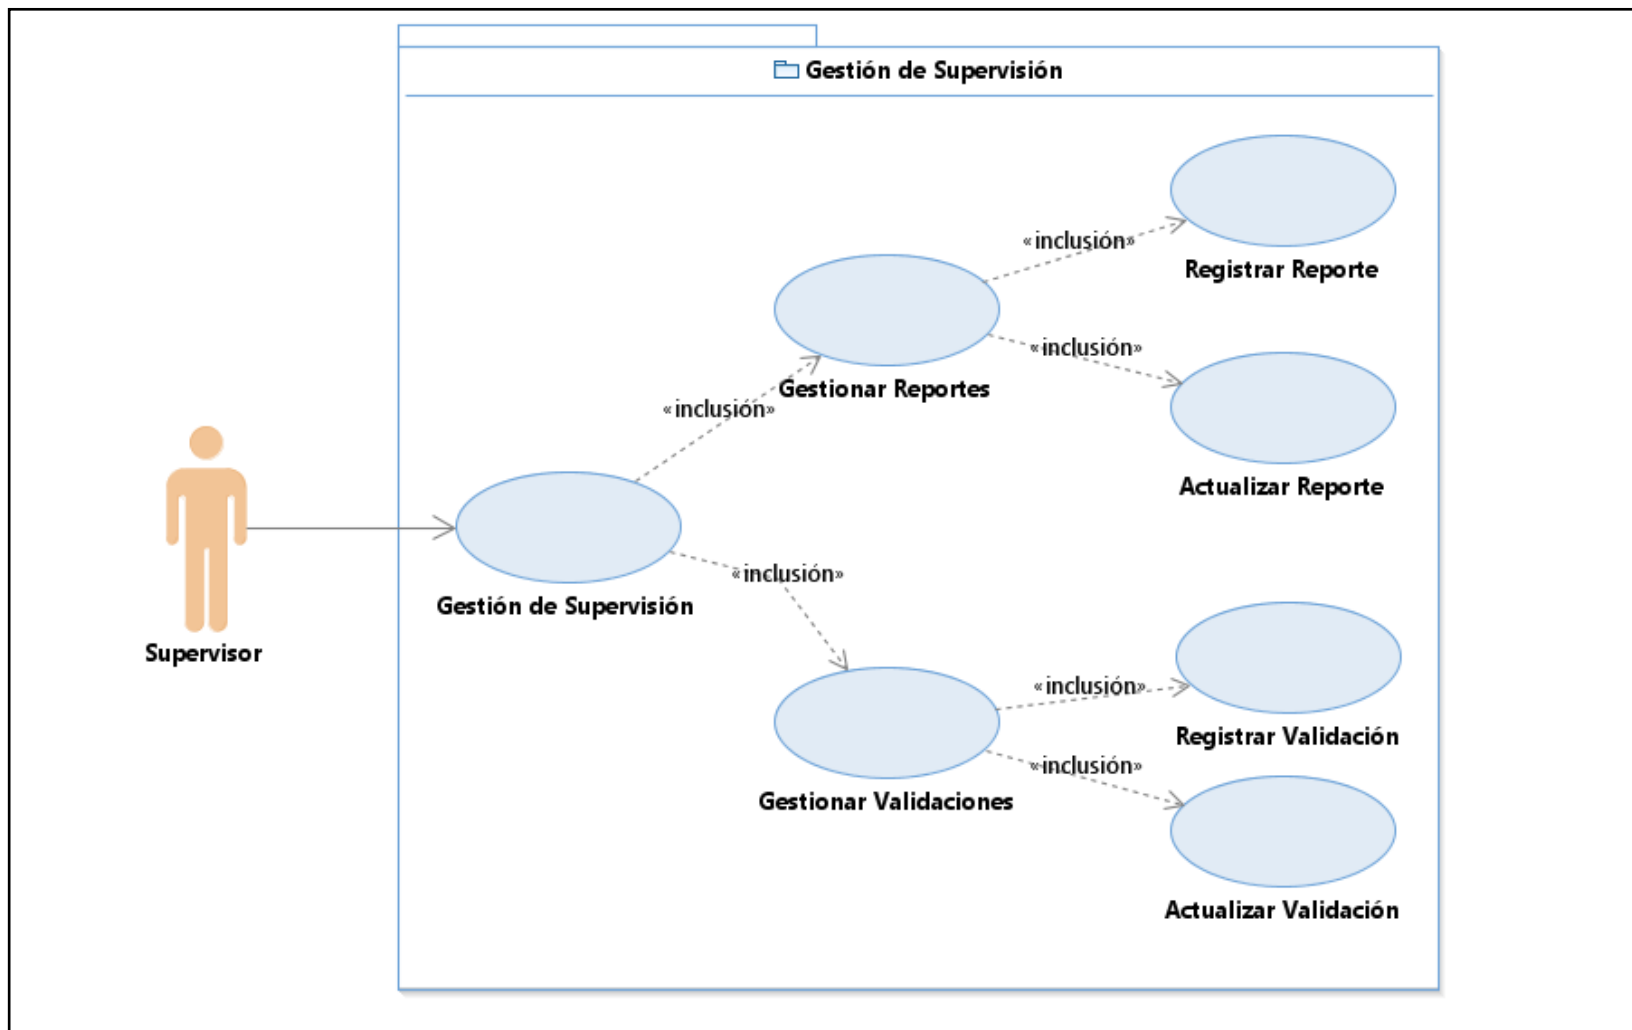 Gestión de Supervisión
«inclusión»
Registrar Reporte
«inclusión»
Gestionar Reportes
«inclusión»
Actualizar Reporte
«inclusión»
Gestión de Supervisión
Supervisor
«inclusión»
Registrar Validación
«inclusión»
Gestionar Validaciones
Actualizar Validación